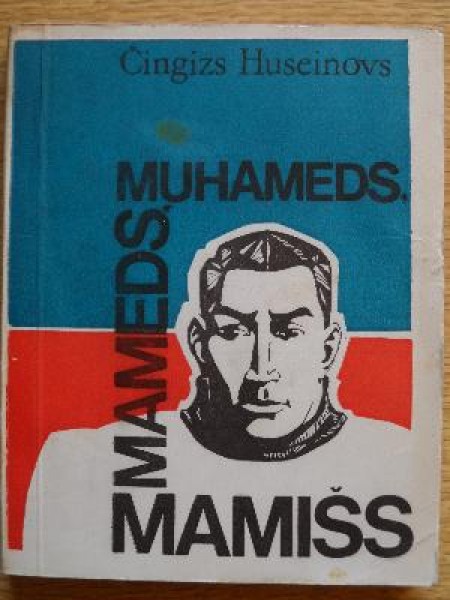 Čingizs Huseinovs
MUHAMEDS,
MAMEDS,
MAMIŠS